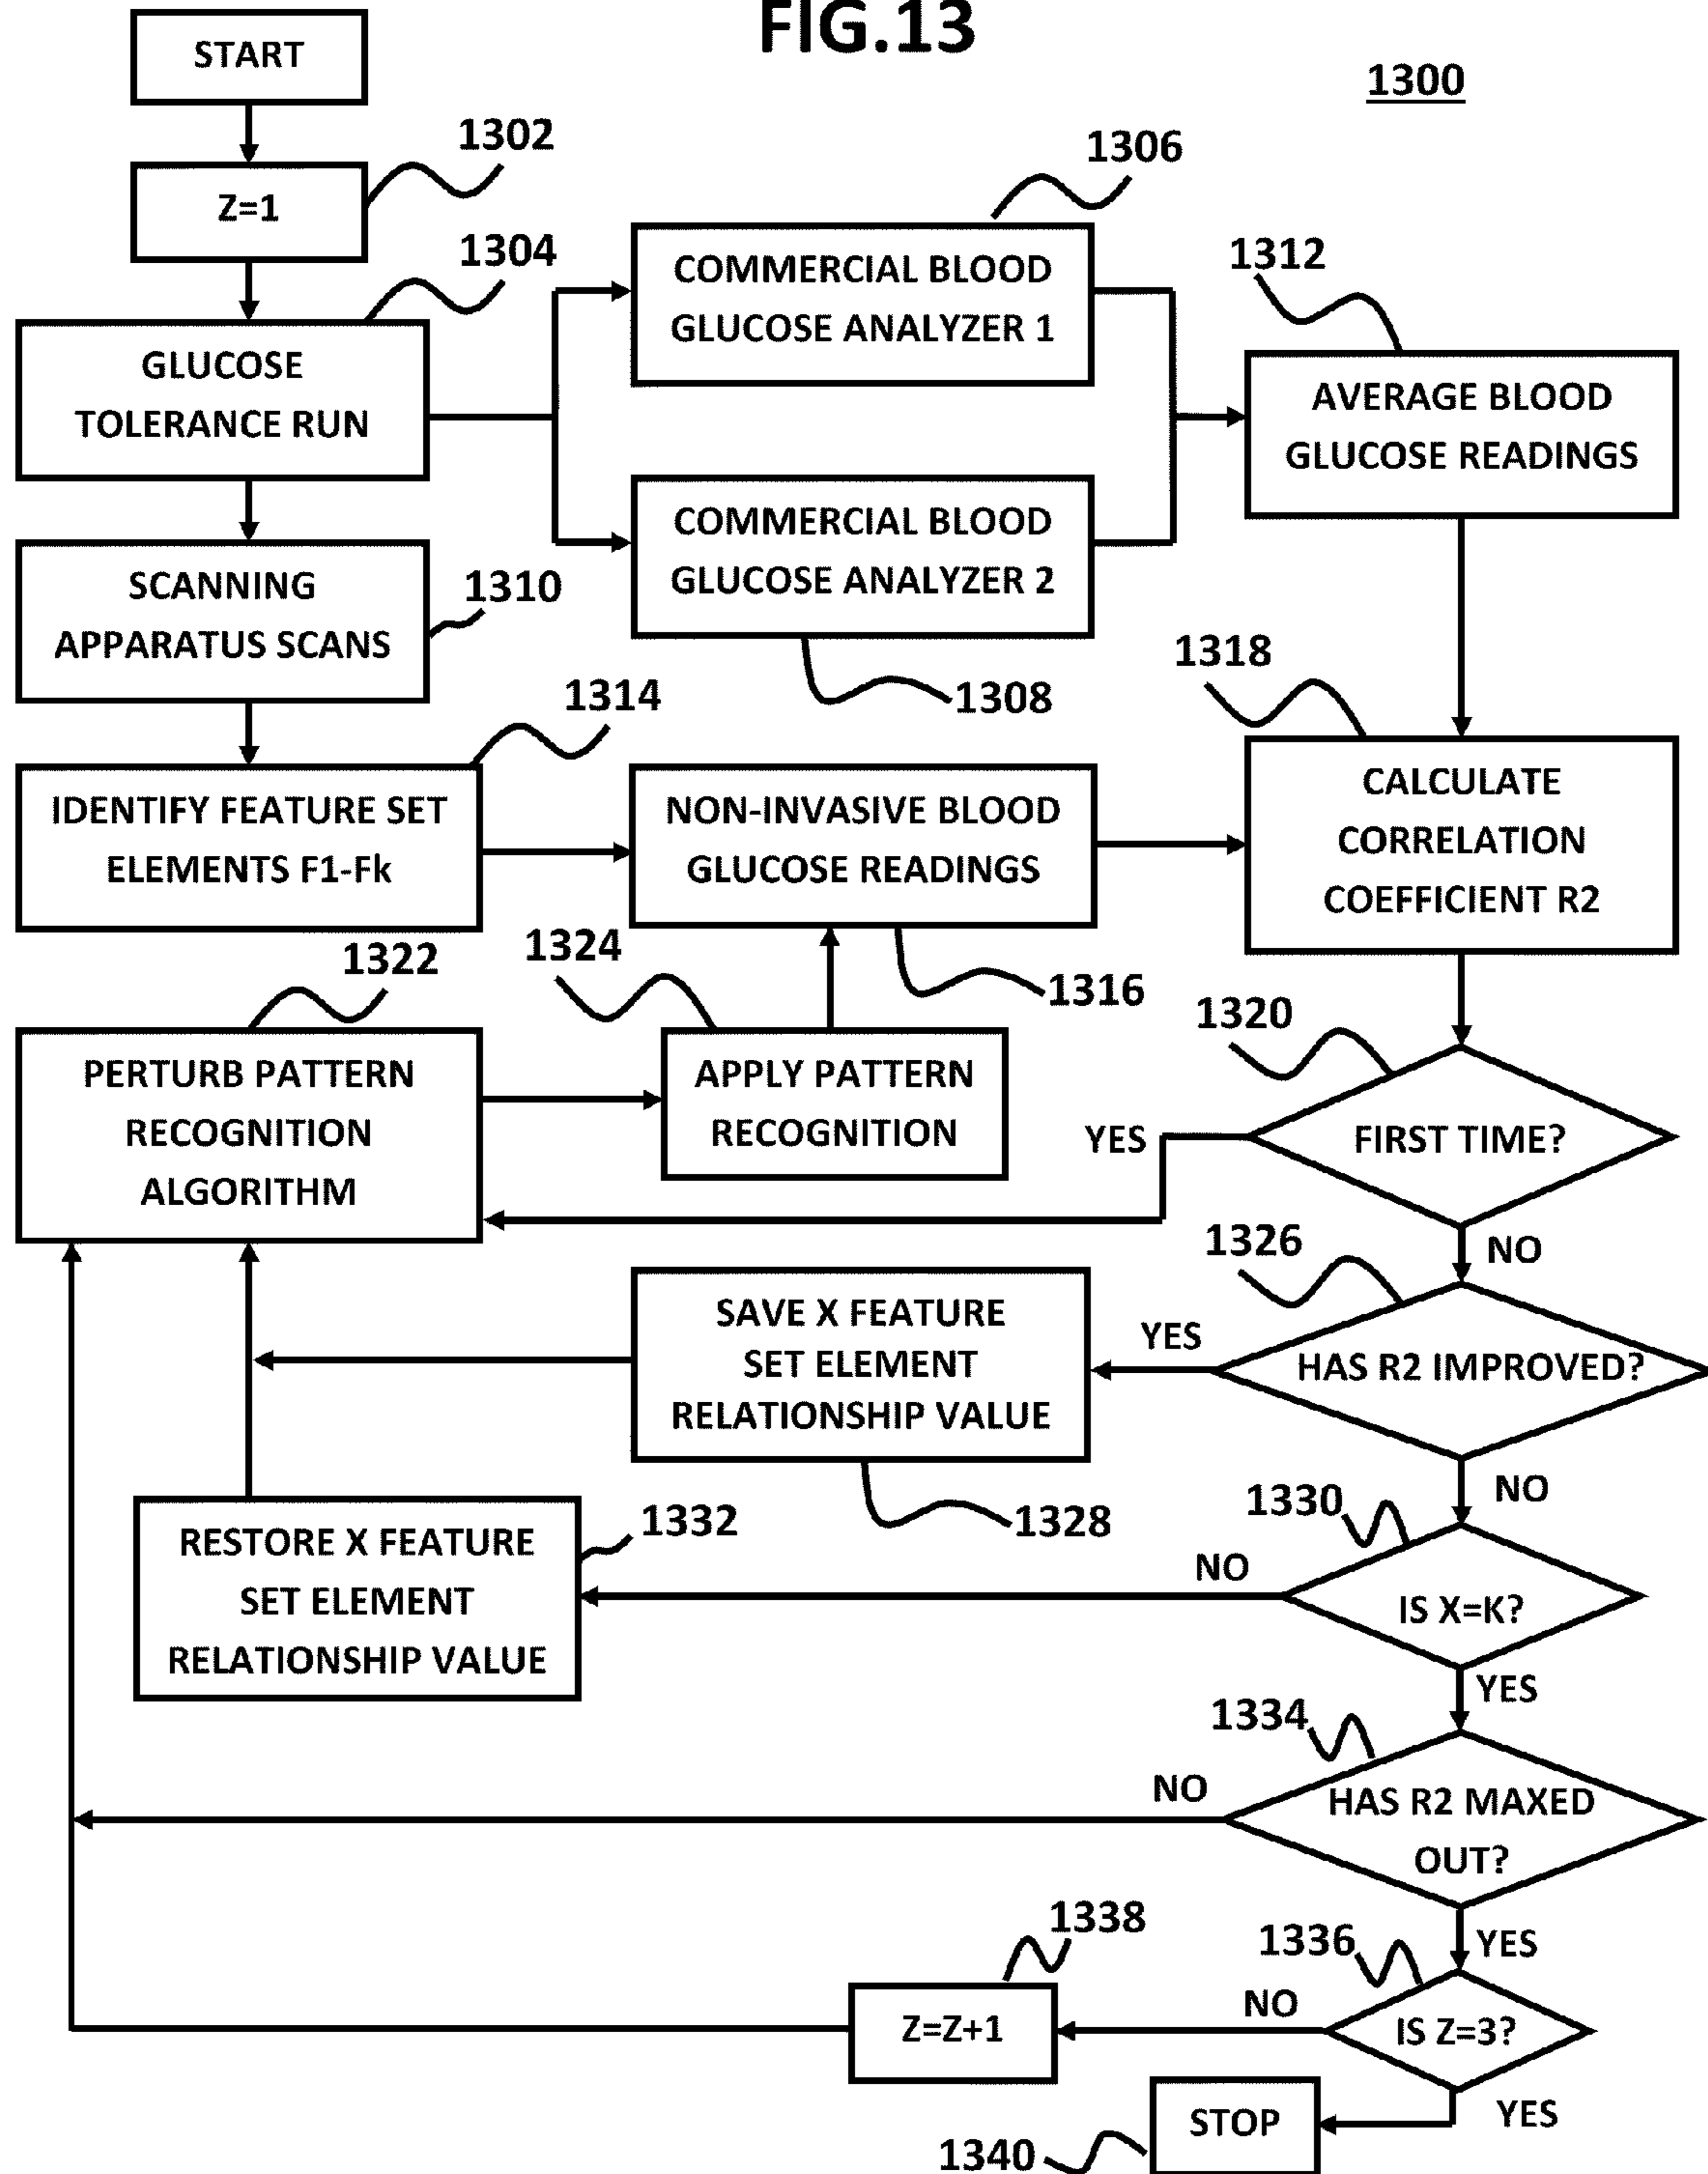 FIG.13
1300
START
1302
Z=1
1304
GLUCOSE
TOLERANCE RUN
1306
COMMERCIAL BLOOD
GLUCOSE ANALYZER 1
1312
AVERAGE BLOOD
GLUCOSE READINGS
COMMERCIAL BLOOD
GLUCOSE ANALYZER 2
1308
SCANNING
APPARATUS SCANS
1310
1314
IDENTIFY FEATURE SET
ELEMENTS F1-Fk
NON-INVASIVE BLOOD
GLUCOSE READINGS
1316
1318
CALCULATE
CORRELATION
COEFFICIENT R2
1322
PERTURB PATTERN
RECOGNITION
ALGORITHM
1324
APPLY PATTERN
RECOGNITION
1320
FIRST TIME?
YES
NO
1326
HAS R2 IMPROVED?
YES
NO
SAVE X FEATURE
SET ELEMENT
RELATIONSHIP VALUE
1328
1330
IS X=K?
NO
YES
RESTORE X FEATURE
SET ELEMENT
RELATIONSHIP VALUE
1332
1334
HAS R2 MAXED
OUT?
NO
YES
1336
IS Z=3?
NO
YES
1338
Z=Z+1
STOP
1340